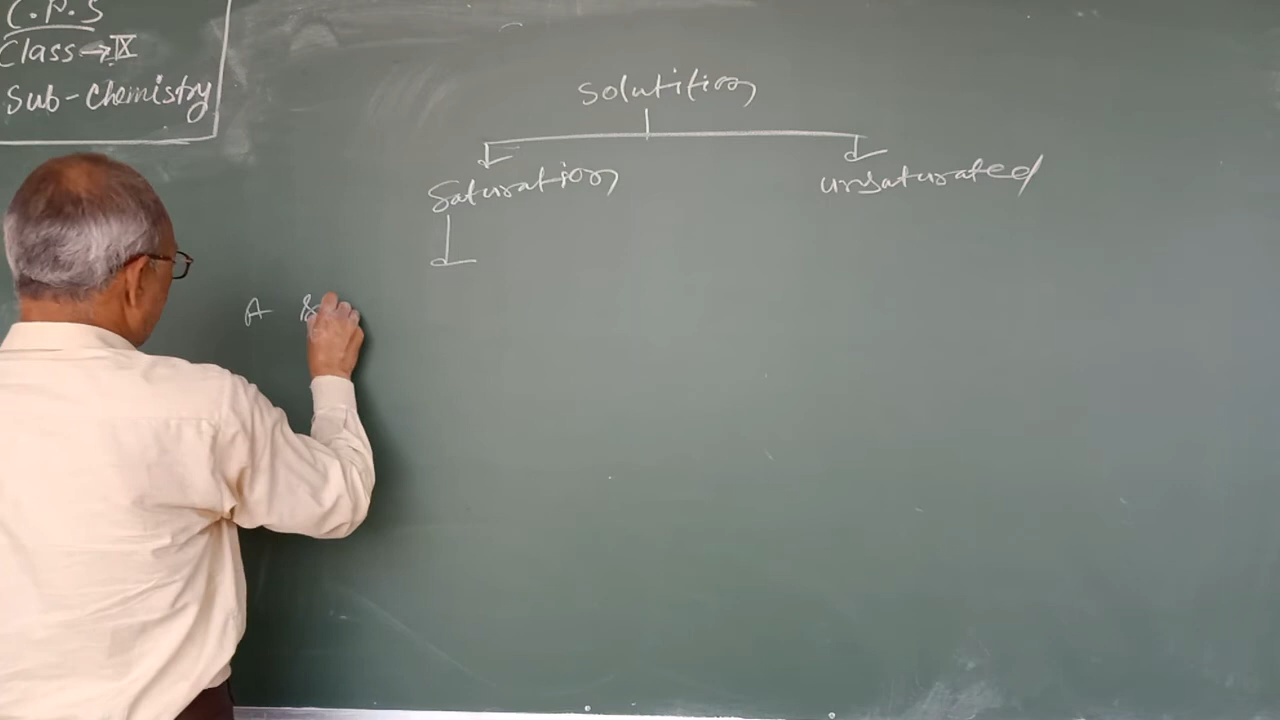 C.P.S
Class → IX
Sub - Chemistry
Solutition
Saturation
unsaturated
A